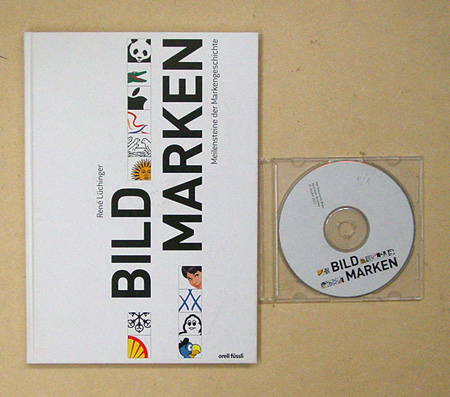 René Lüchinger
BILD
MARKEN
Meilensteine der Markengeschichte
orell füssli
BILD
MARKEN